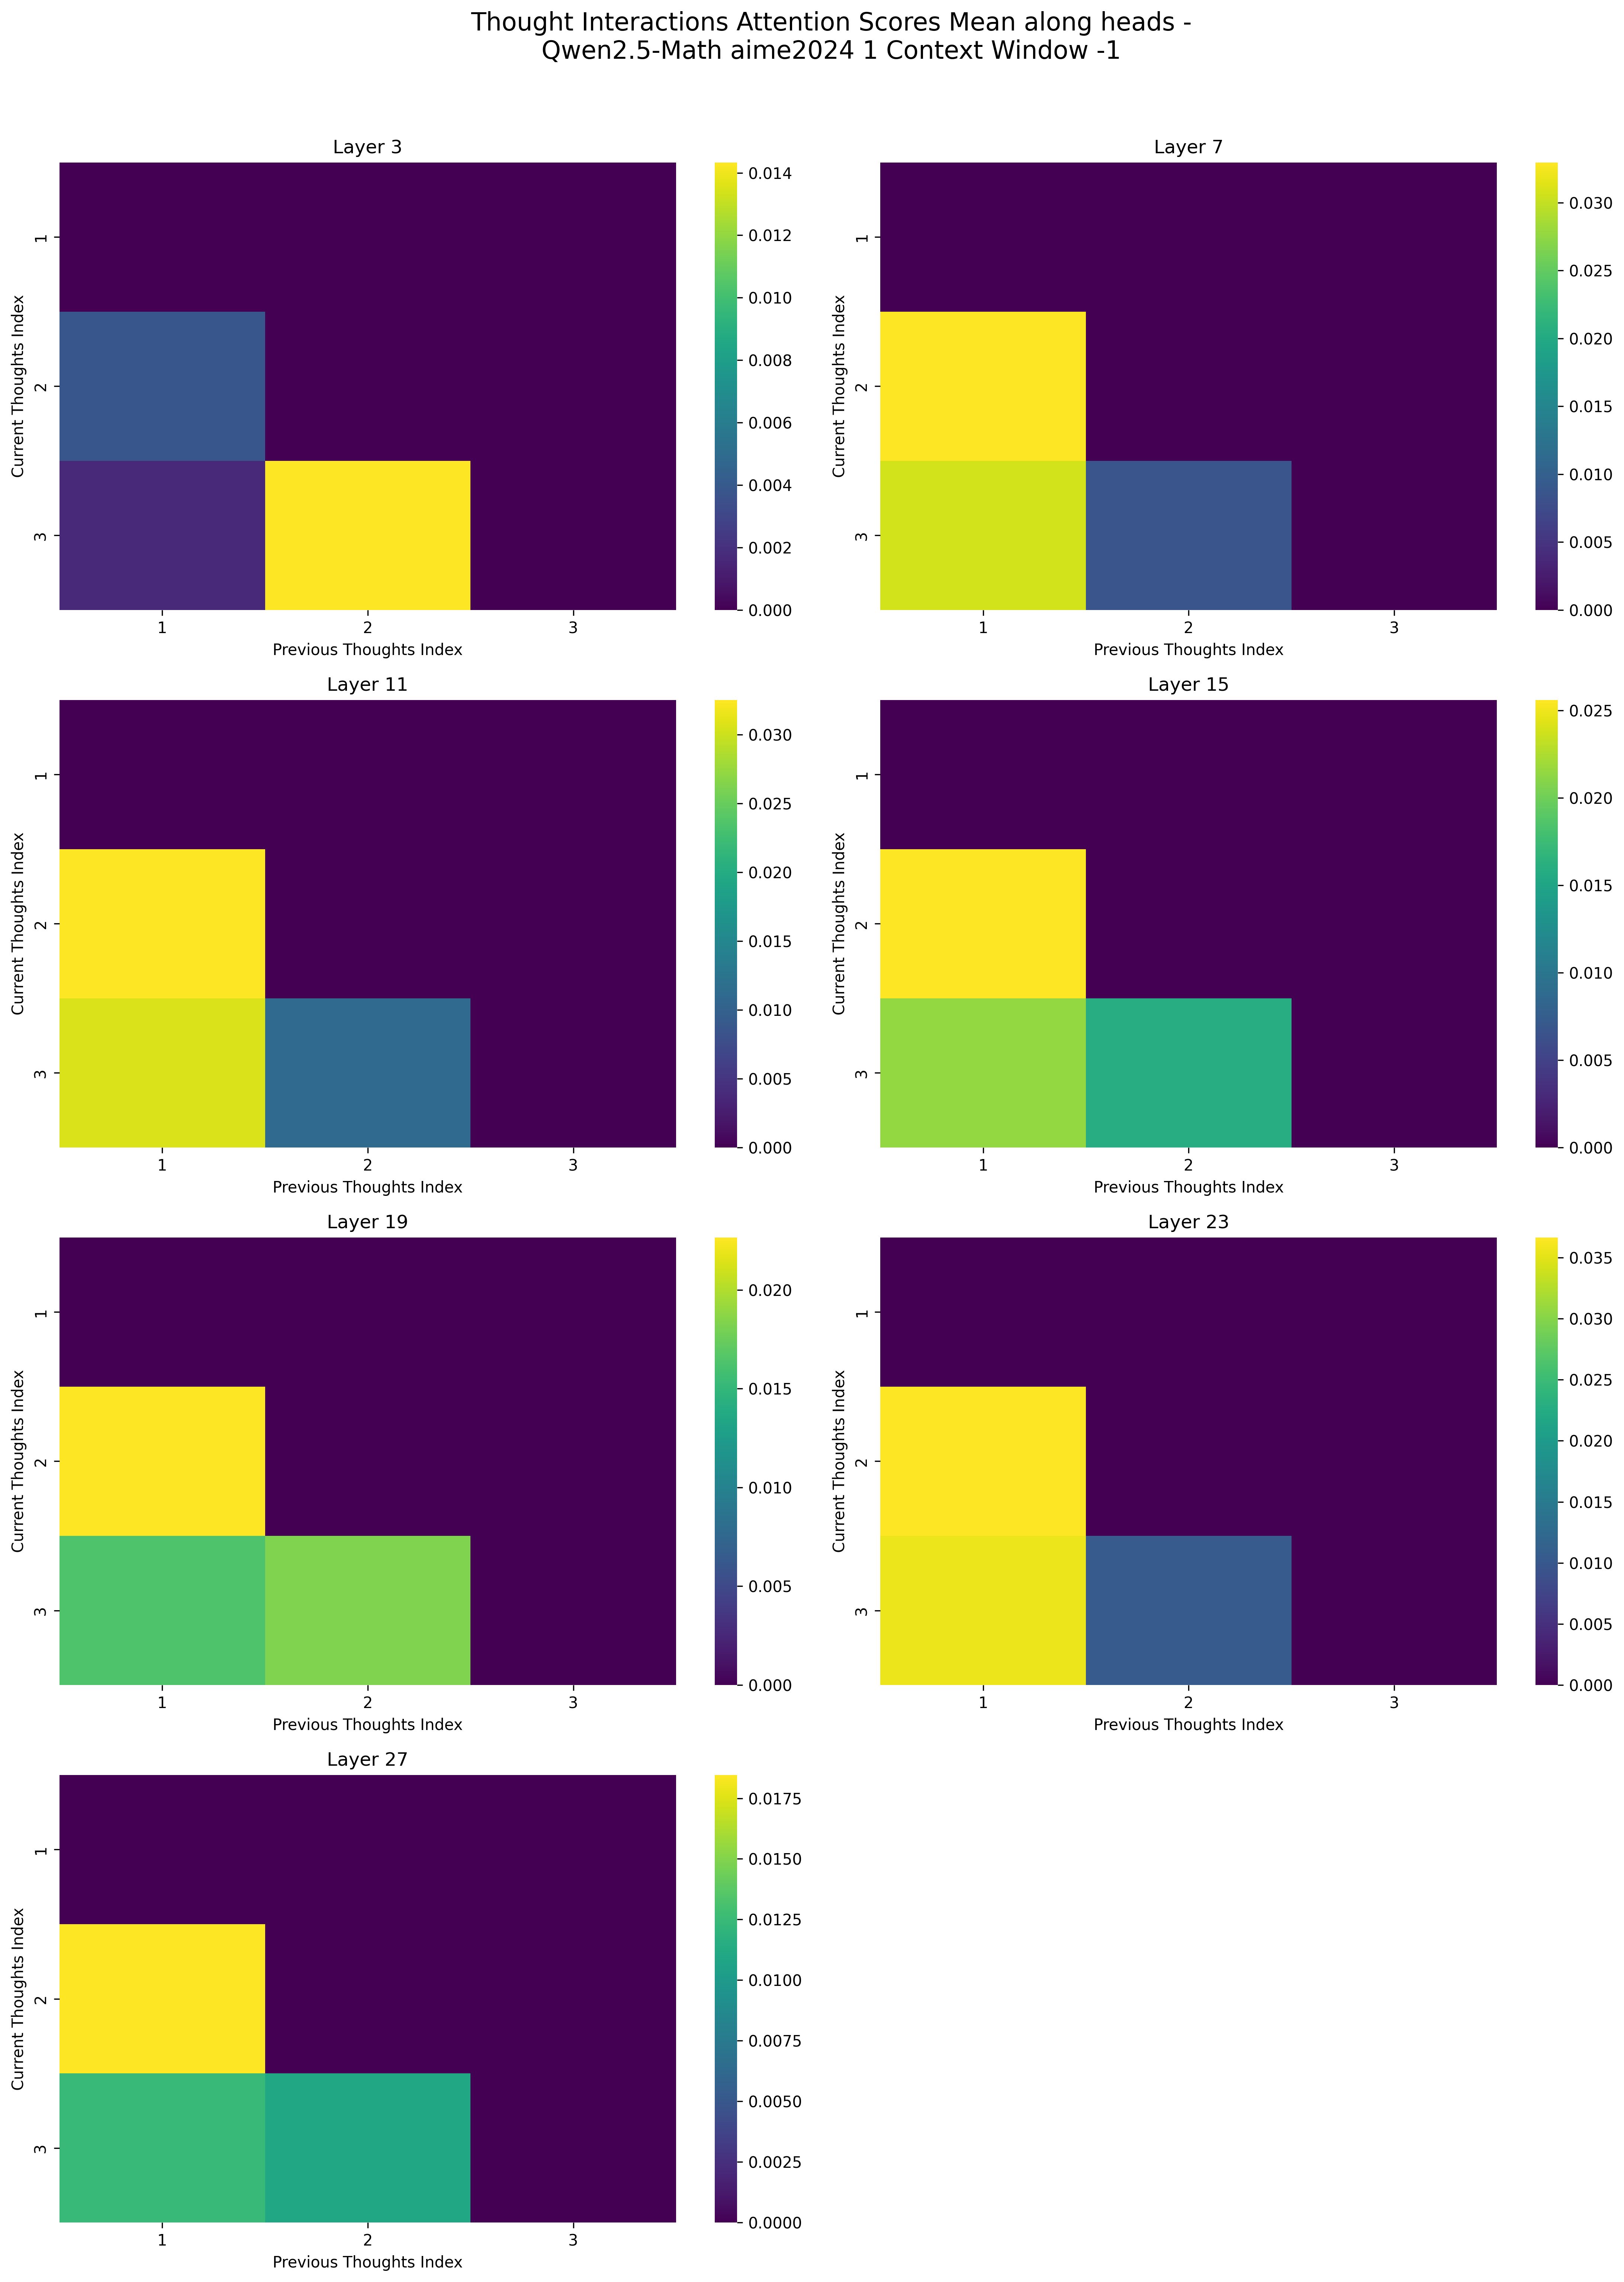 Thought Interactions Attention Scores Mean along heads -
Qwen2.5-Math aime2024 1 Context Window -1
Layer 3
Current Thoughts Index
1
2
3
1 2 3
Previous Thoughts Index
0.014
0.012
0.010
0.008
0.006
0.004
0.002
0.000
Layer 7
Current Thoughts Index
1
2
3
1 2 3
Previous Thoughts Index
0.030
0.025
0.020
0.015
0.010
0.005
0.000
Layer 11
Current Thoughts Index
1
2
3
1 2 3
Previous Thoughts Index
0.030
0.025
0.020
0.015
0.010
0.005
0.000
Layer 15
Current Thoughts Index
1
2
3
1 2 3
Previous Thoughts Index
0.025
0.020
0.015
0.010
0.005
0.000
Layer 19
Current Thoughts Index
1
2
3
1 2 3
Previous Thoughts Index
0.020
0.015
0.010
0.005
0.000
Layer 23
Current Thoughts Index
1
2
3
1 2 3
Previous Thoughts Index
0.035
0.030
0.025
0.020
0.015
0.010
0.005
0.000
Layer 27
Current Thoughts Index
1
2
3
1 2 3
Previous Thoughts Index
0.0175
0.0150
0.0125
0.0100
0.0075
0.0050
0.0025
0.0000